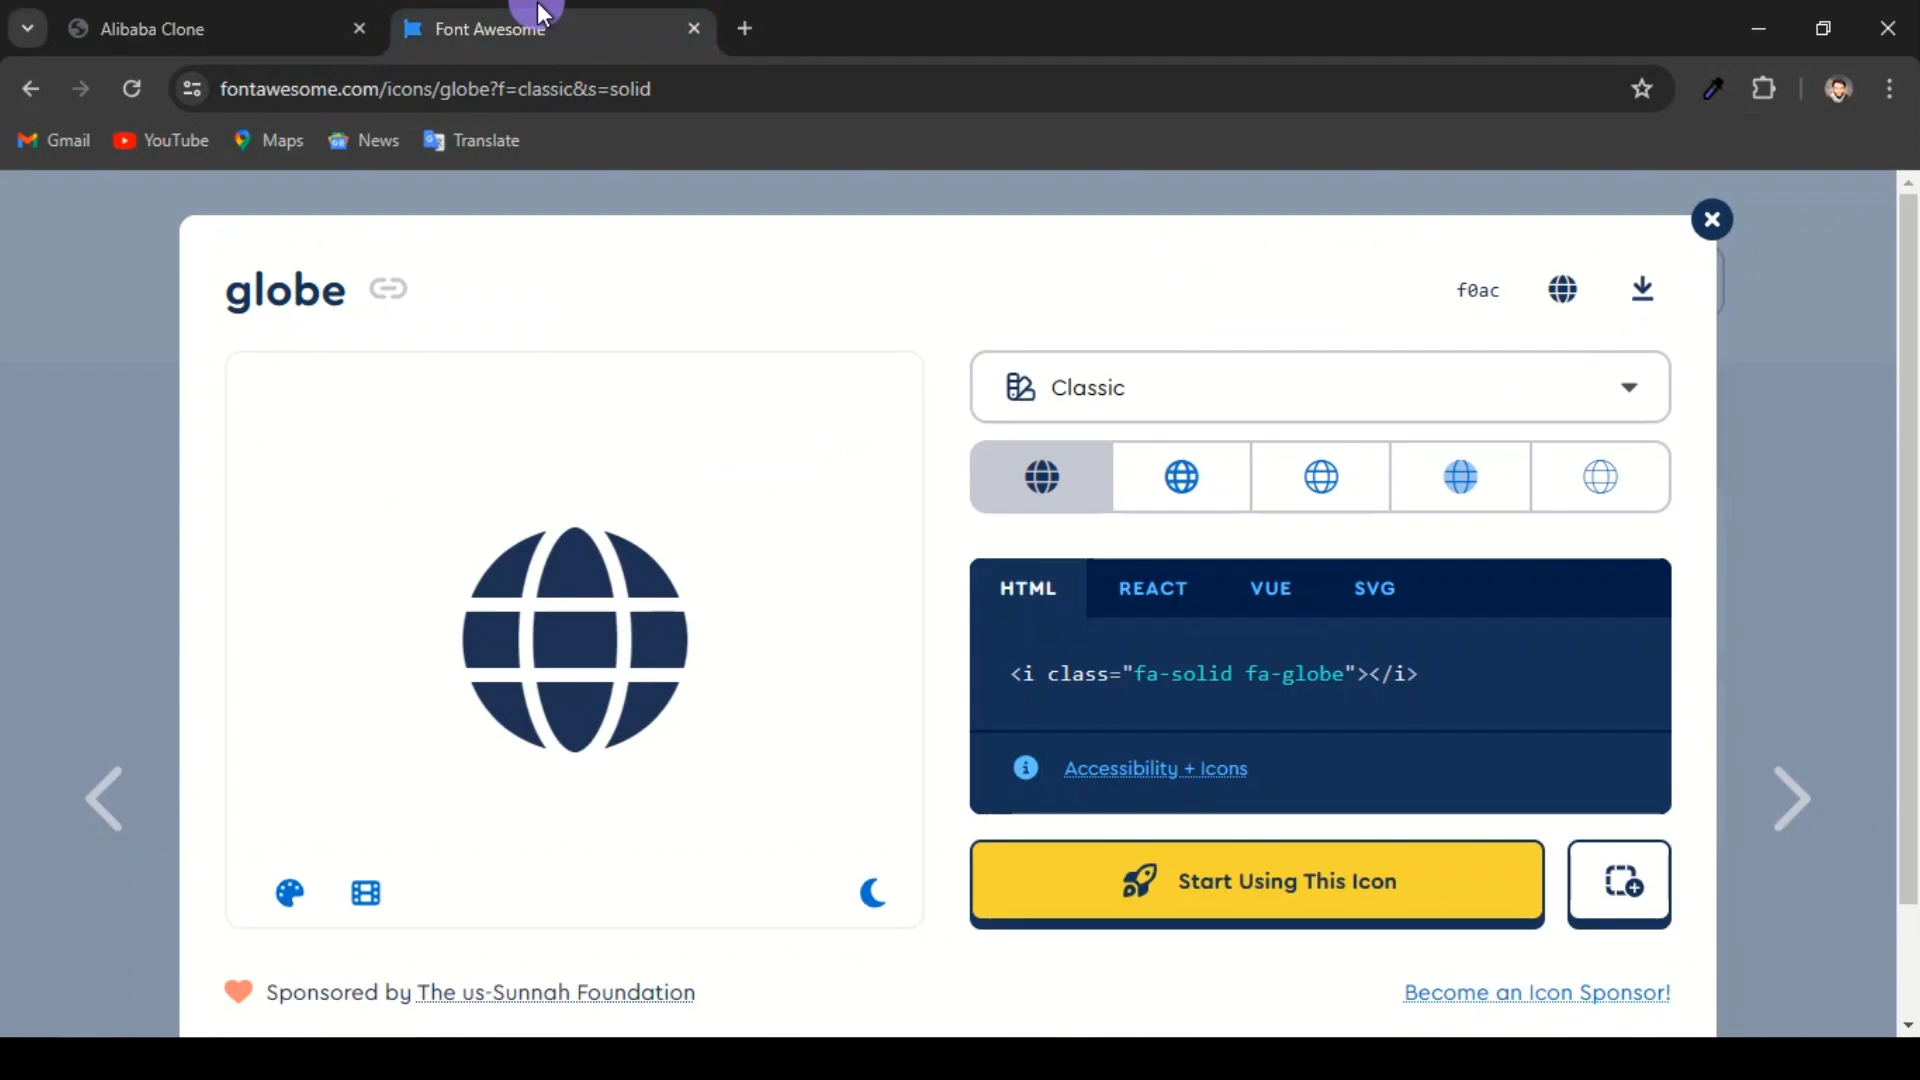 Alibaba Clone
Font Awesome
fontawesome.com/icons/globe?f=classic&s=solid
Gmail
YouTube
Maps
News
Translate
globe
f0ac
Classic
HTML
REACT
VUE
SVG
<i class="fa-solid fa-globe"></i>
Accessibility + Icons
Start Using This Icon
Sponsored by The us-Sunnah Foundation
Become an Icon Sponsor!